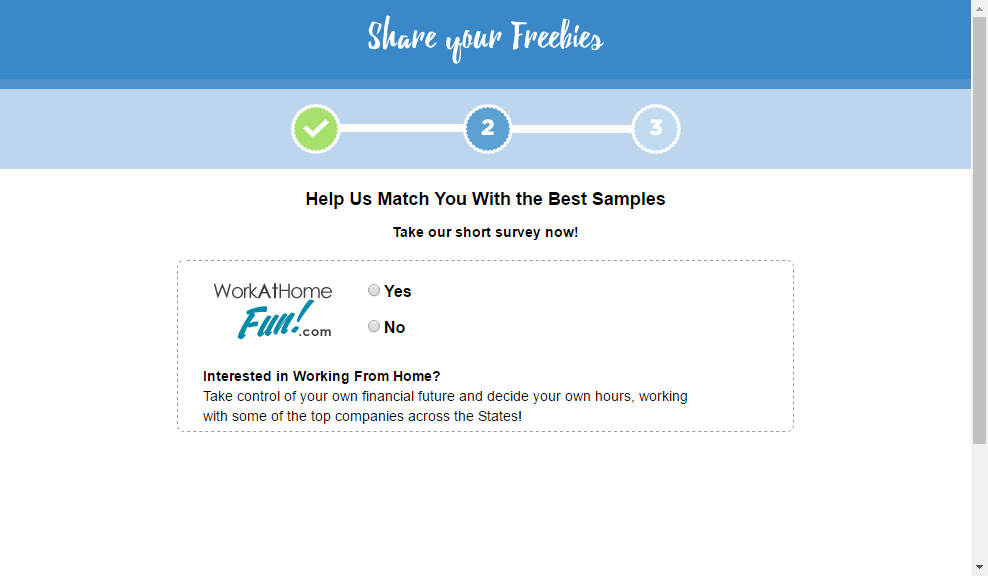 Share your Freebies
2
3
Help Us Match You With the Best Samples
Take our short survey now!
WorkAtHome
Fun!.com
Yes
No
Interested in Working From Home?
Take control of your own financial future and decide your own hours, working
with some of the top companies across the States!